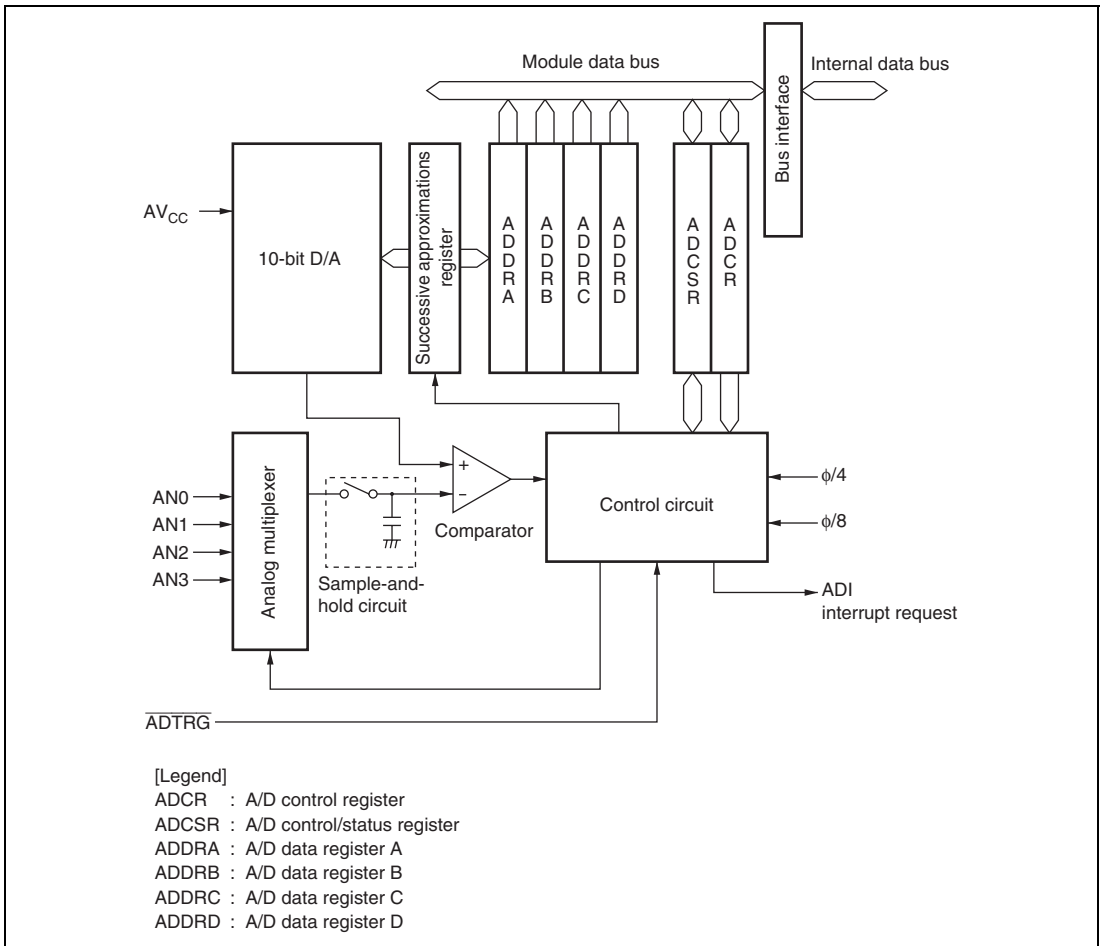 Module data bus
Internal data bus
Bus interface
AVCC
10-bit D/A
Successive approximations
register
ADDRA
ADDRB
ADDRC
ADDRD
ADCSR
ADCR
AN0
AN1
AN2
AN3
Analog multiplexer
+
−
Comparator
Sample-and-
hold circuit
Control circuit
ϕ/4
ϕ/8
ADI
interrupt request
ADTRG
[Legend]
ADCR : A/D control register
ADCSR : A/D control/status register
ADDRA : A/D data register A
ADDRB : A/D data register B
ADDRC : A/D data register C
ADDRD : A/D data register D